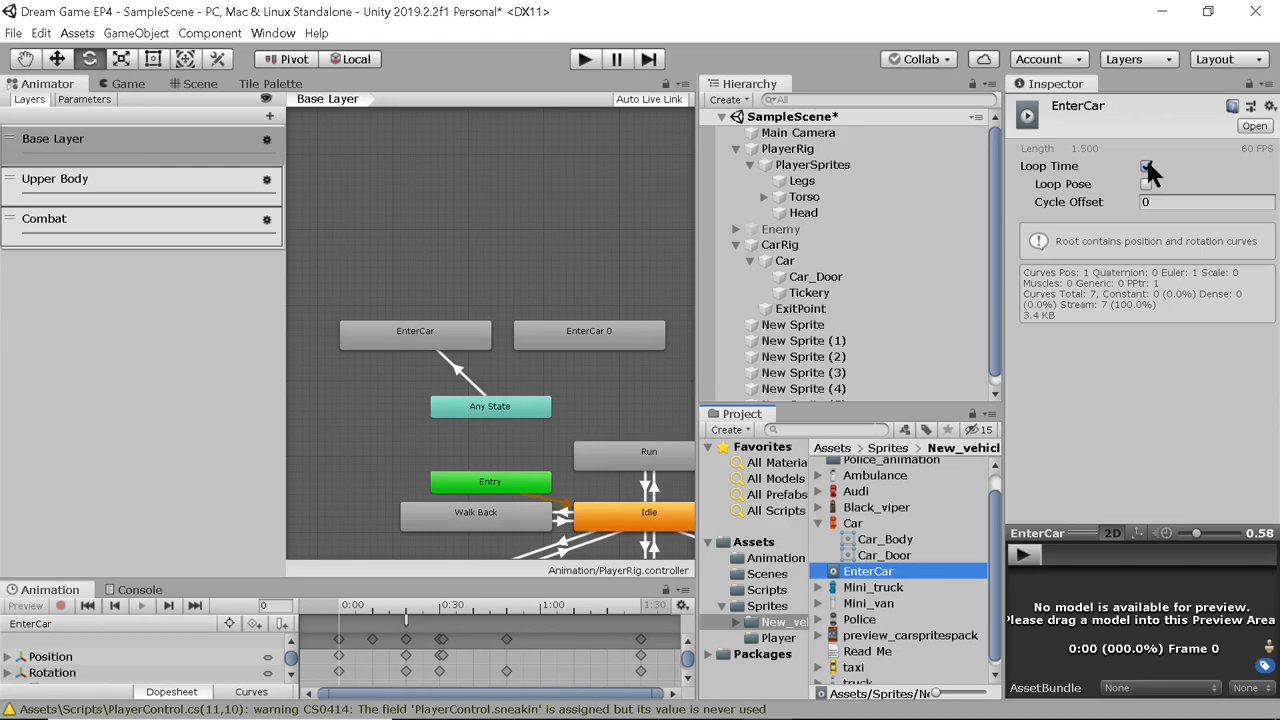 Dream Game EP4 - SampleScene - PC, Mac & Linux Standalone - Unity 2019.2.2f1 Personal* <DX11>
File Edit Assets GameObject Component Window Help
Pivot Local Collab Account Layers Layout
Animator Game Scene Tile Palette
Layers Parameters
Base Layer Auto Live Link
Base Layer
Upper Body
Combat
EnterCar
EnterCar 0
Any State
Run
Entry
Walk Back
Idle
Animation/PlayerRig.controller
Animation Console
Preview 0 0:00 0:30 1:00 1:30
EnterCar
Position
Rotation
Dopesheet Curves
Hierarchy
Create All
SampleScene*
Main Camera
PlayerRig
PlayerSprites
Legs
Torso
Head
Enemy
CarRig
Car
Car_Door
Tickery
ExitPoint
New Sprite
New Sprite (1)
New Sprite (2)
New Sprite (3)
New Sprite (4)
Project
Create 15
Favorites
All Materia
All Models
All Prefabs
All Scripts
Assets
Animation
Scenes
Scripts
Sprites
New_veh
Player
Packages
Assets Sprites New_vehicl
Police_animation
Ambulance
Audi
Black_viper
Car
Car_Body
Car_Door
EnterCar
Mini_truck
Mini_van
Police
preview_carspritespack
Read Me
taxi
truck
Assets/Sprites/Ne
Inspector
EnterCar
Open
Length 1.500 60 FPS
Loop Time
Loop Pose
Cycle Offset 0
Root contains position and rotation curves
Curves Pos: 1 Quaternion: 0 Euler: 1 Scale: 0
Muscles: 0 Generic: 0 PPtr: 1
Curves Total: 7, Constant: 0 (0.0%) Dense: 0
(0.0%) Stream: 7 (100.0%)
3.4 KB
EnterCar 2D 0.58
No model is available for preview.
Please drag a model into this Preview Area
0:00 (000.0%) Frame 0
AssetBundle None None
Assets\Scripts\PlayerControl.cs(11,10): warning CS0414: The field 'PlayerControl.sneakin' is assigned but its value is never used